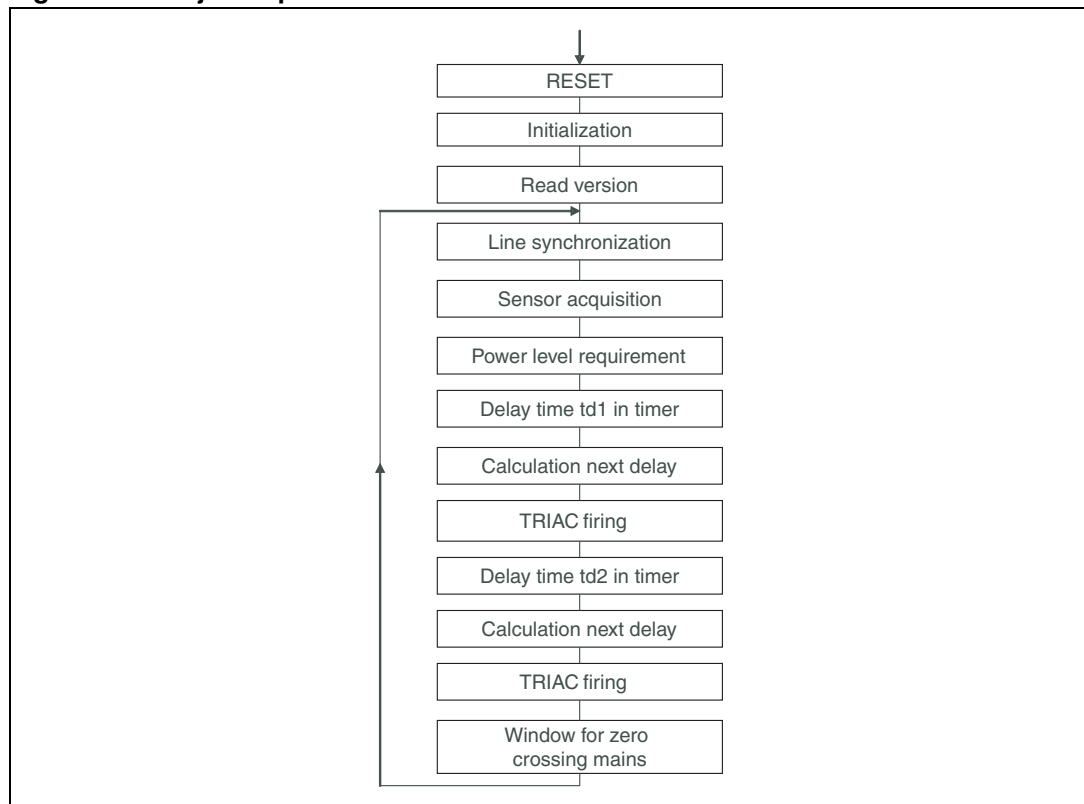 RESET
Initialization
Read version
Line synchronization
Sensor acquisition
Power level requirement
Delay time td1 in timer
Calculation next delay
TRIAC firing
Delay time td2 in timer
Calculation next delay
TRIAC firing
Window for zero
crossing mains